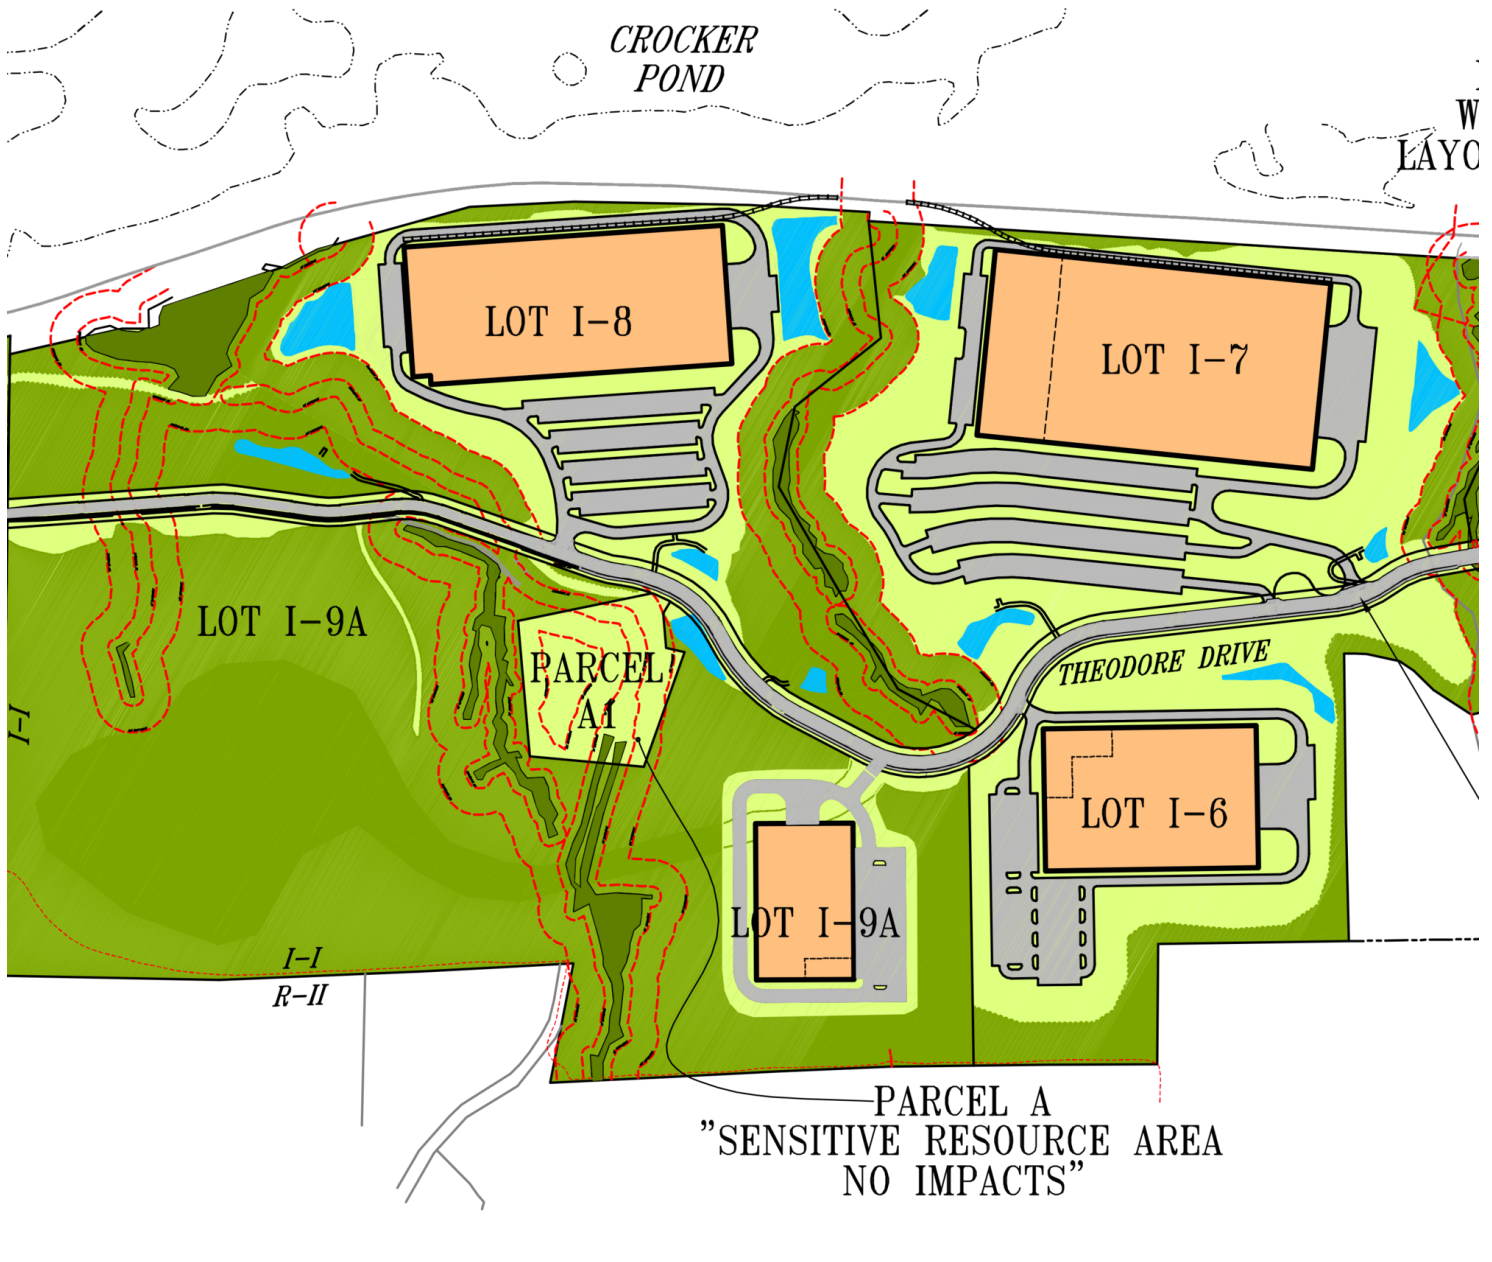 CROCKER
POND
W
LAYO
LOT I-8
LOT I-7
LOT I-9A
PARCEL
A1
THEODORE DRIVE
I-I
LOT I-6
LOT I-9A
I-I
R-II
PARCEL A
"SENSITIVE RESOURCE AREA
NO IMPACTS"